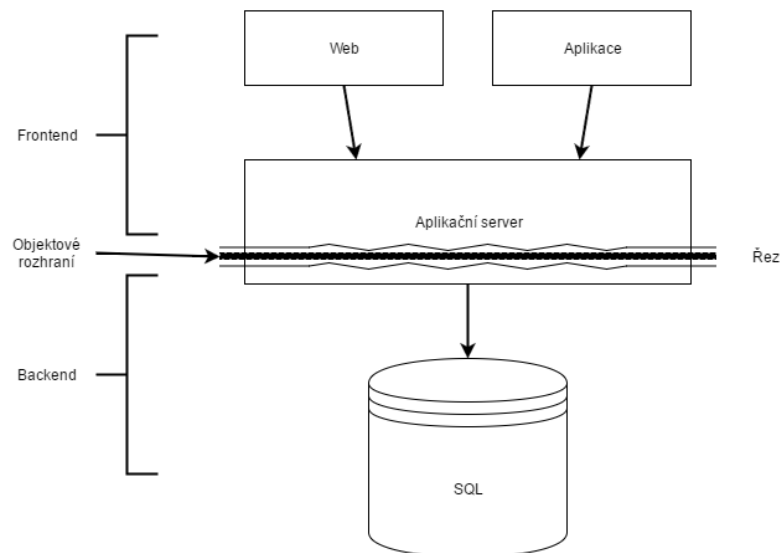 Web
Aplikace
Frontend
Aplikační server
Objektové
rozhraní
Řez
Backend
SQL